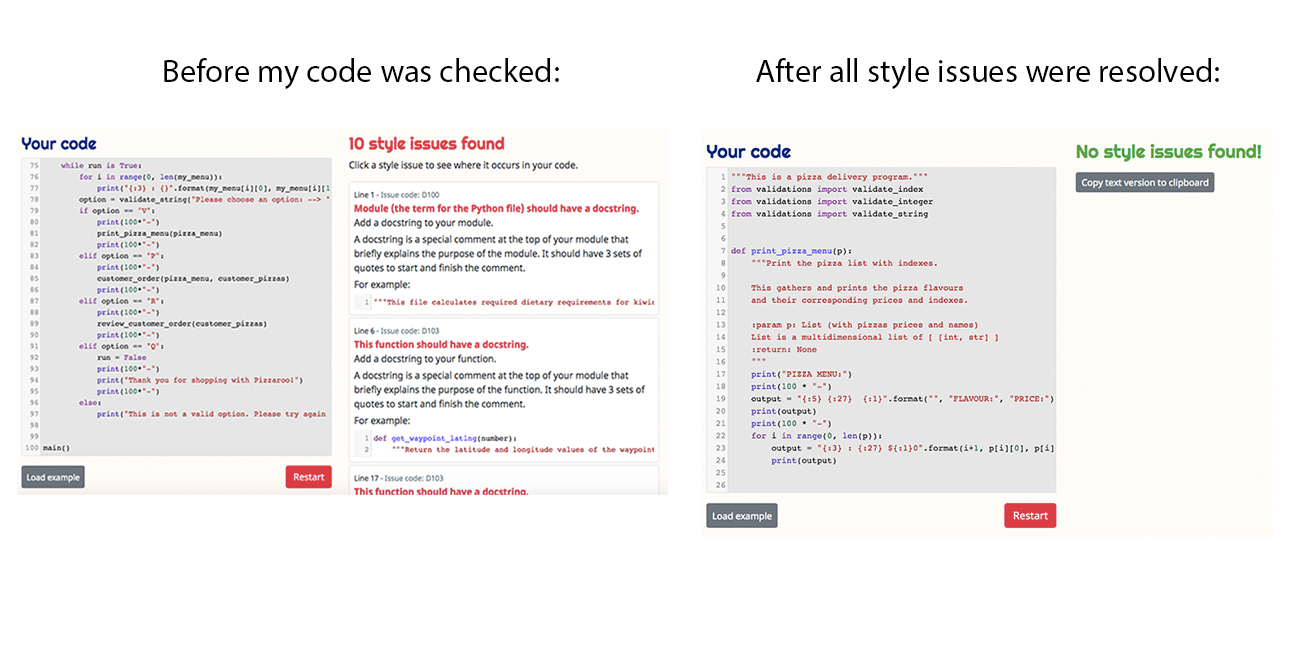 Before my code was checked:
Your code
75 while run is True:
76 for i in range(0, len(my_menu)):
77 print("{:3} : {}".format(my_menu[i][0], my_menu[i][1
78 option = validate_string("Please choose an option: --> "
79 if option == "V":
80 print(100*"-")
81 print_pizza_menu(pizza_menu)
82 print(100*"-")
83 elif option == "P":
84 print(100*"-")
85 customer_order(pizza_menu, customer_pizzas)
86 print(100*"-")
87 elif option == "R":
88 print(100*"-")
89 review_customer_order(customer_pizzas)
90 print(100*"-")
91 elif option == "Q":
92 run = False
93 print(100*"-")
94 print("Thank you for shopping with Pizzaroo!")
95 print(100*"-")
96 else:
97 print("This is not a valid option. Please try again
98
99
100 main()
Load example
Restart
10 style issues found
Click a style issue to see where it occurs in your code.
Line 1 - Issue code: D100
Module (the term for the Python file) should have a docstring.
Add a docstring to your module.
A docstring is a special comment at the top of your module that
briefly explains the purpose of the module. It should have 3 sets of
quotes to start and finish the comment.
For example:
1 """This file calculates required dietary requirements for kiwis
Line 6 - Issue code: D103
This function should have a docstring.
Add a docstring to your function.
A docstring is a special comment at the top of your module that
briefly explains the purpose of the function. It should have 3 sets of
quotes to start and finish the comment.
For example:
1 def get_waypoint_latlng(number):
2 """Return the latitude and longitude values of the waypoint
Line 17 - Issue code: D103
This function should have a docstring.
After all style issues were resolved:
Your code
1 """This is a pizza delivery program."""
2 from validations import validate_index
3 from validations import validate_integer
4 from validations import validate_string
5
6
7 def print_pizza_menu(p):
8 """Print the pizza list with indexes.
9
10 This gathers and prints the pizza flavours
11 and their corresponding prices and indexes.
12
13 :param p: List (with pizzas prices and names)
14 List is a multidimensional list of [ [int, str] ]
15 :return: None
16 """
17 print("PIZZA MENU:")
18 print(100 * "-")
19 output = "{:5} {:27}  {:1}".format("", "FLAVOUR:", "PRICE:")
20 print(output)
21 print(100 * "-")
22 for i in range(0, len(p)):
23 output = "{:3} : {:27} ${:1}0".format(i+1, p[i][0], p[i]
24 print(output)
25
26
Load example
Restart
No style issues found!
Copy text version to clipboard